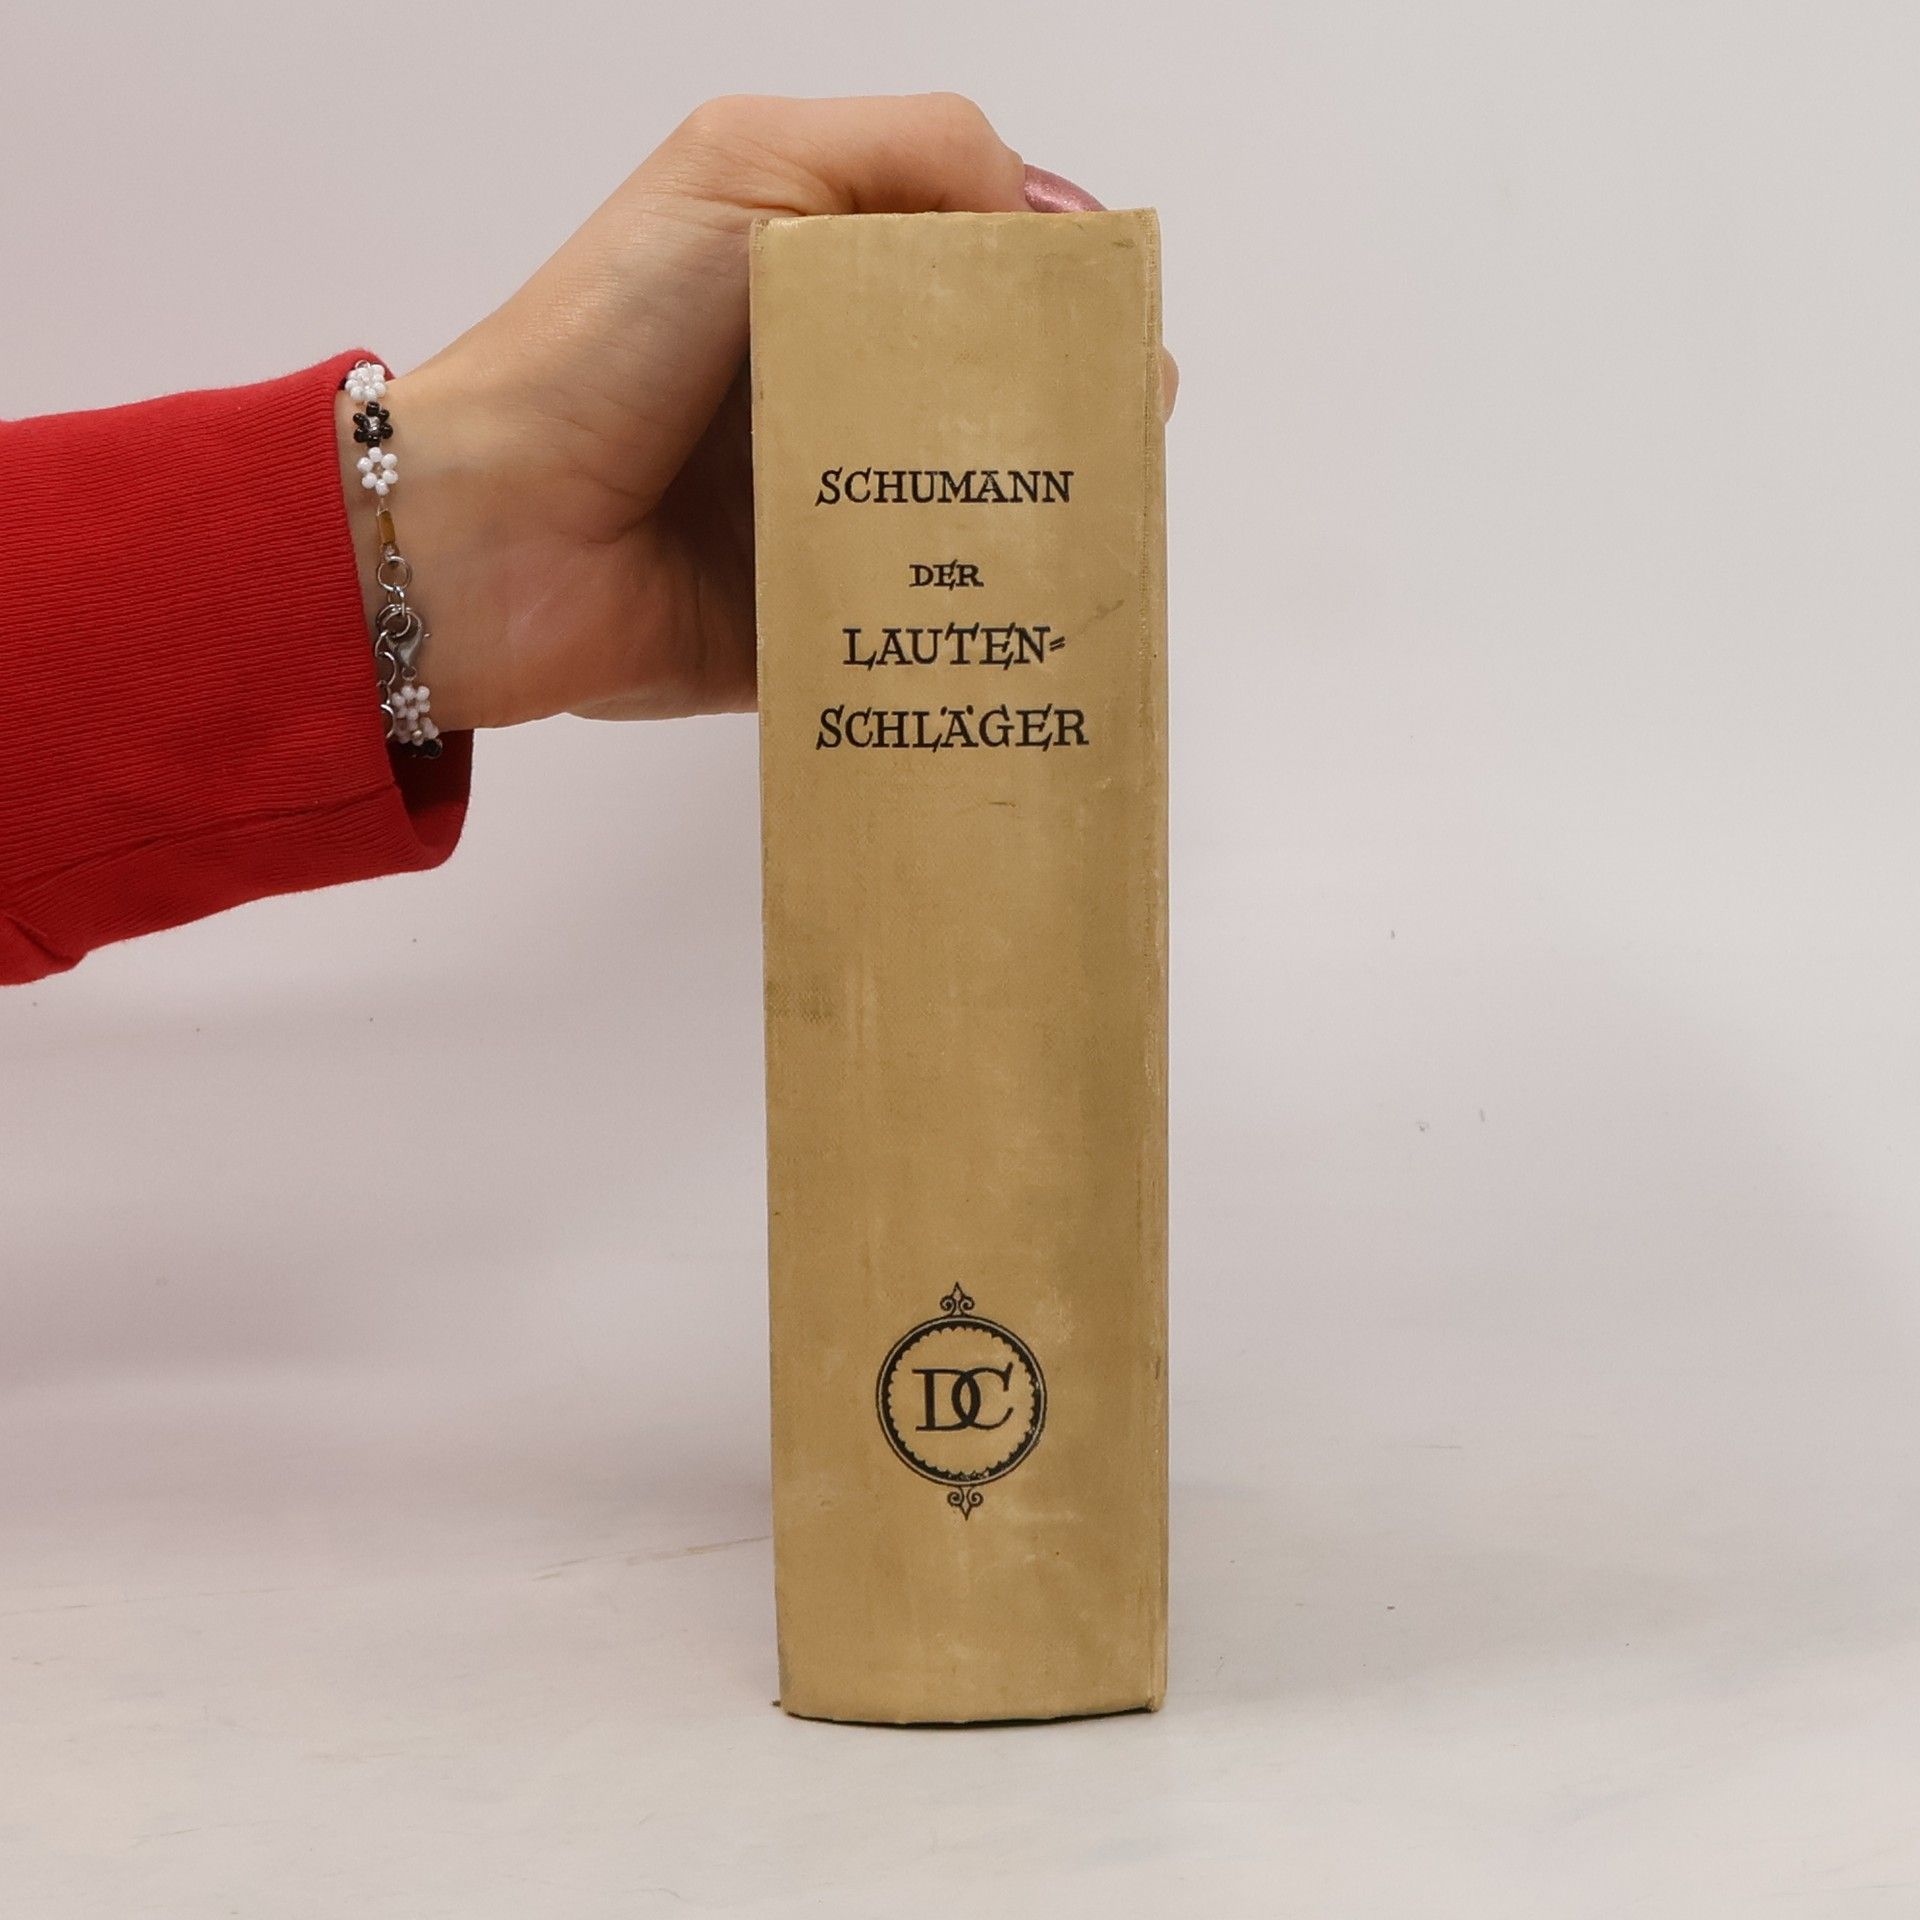 SCHUMANN
DER
LAUTEN=
SCHLÄGER
DC